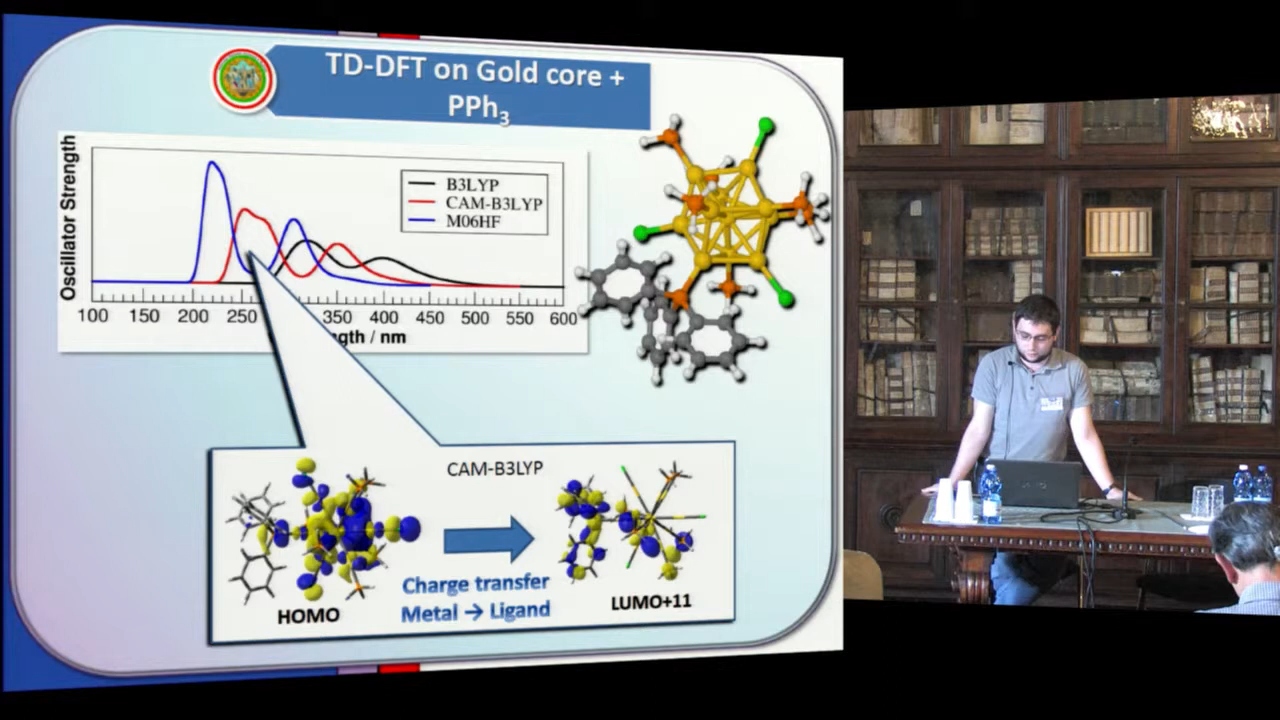 TD-DFT on Gold core +
PPh₃
Oscillator Strength
B3LYP
CAM-B3LYP
M06HF
100 150 200 250 350 400 450 500 550 600
gth / nm
CAM-B3LYP
Charge transfer
Metal → Ligand
HOMO
LUMO+11